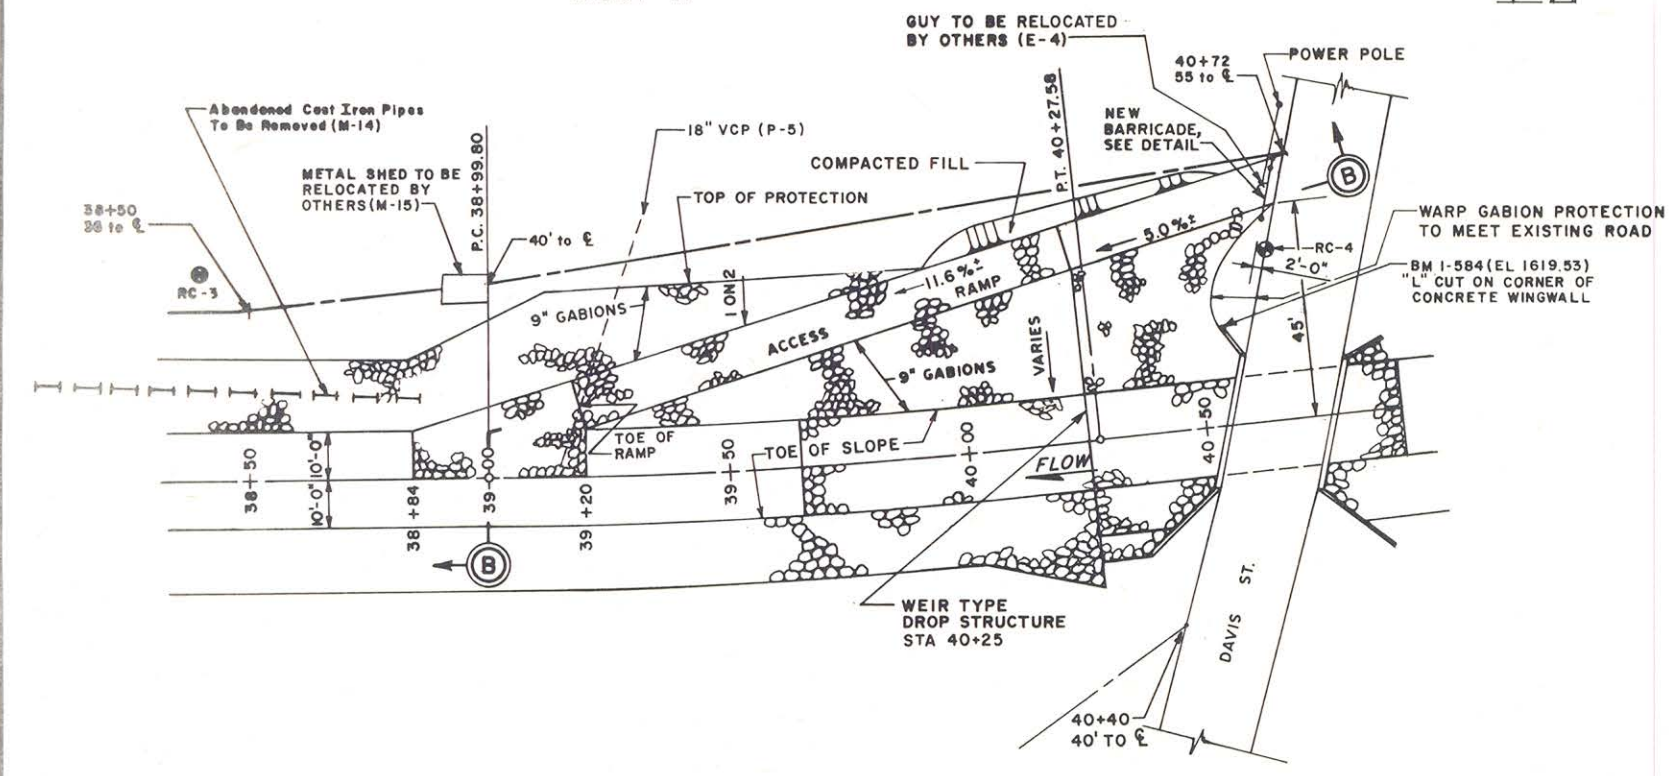 GUY TO BE RELOCATED
BY OTHERS (E-4)
POWER POLE
40+72
55 to ℄
Abandoned Cast Iron Pipes
To Be Removed (M-14)
18" VCP (P-5)
P.T. 40+27.58
NEW
BARRICADE,
SEE DETAIL
P.C. 38+99.80
COMPACTED FILL
METAL SHED TO BE
RELOCATED BY
OTHERS (M-15)
TOP OF PROTECTION
B
38+50
36 to ℄
40' to ℄
WARP GABION PROTECTION
TO MEET EXISTING ROAD
5.0%±
RC-4
2'-0"
RC-3
BM 1-584 (EL 1619.53)
"L" CUT ON CORNER OF
CONCRETE WINGWALL
11.6%±
RAMP
1 ON 2
9" GABIONS
ACCESS
VARIES
45'
9" GABIONS
TOE OF
RAMP
TOE OF SLOPE
FLOW
38+50
10'-0"
10'-0"
38+84
39+00
39+20
39+50
40+00
40+50
B
WEIR TYPE
DROP STRUCTURE
STA 40+25
DAVIS ST.
40+40
40' TO ℄